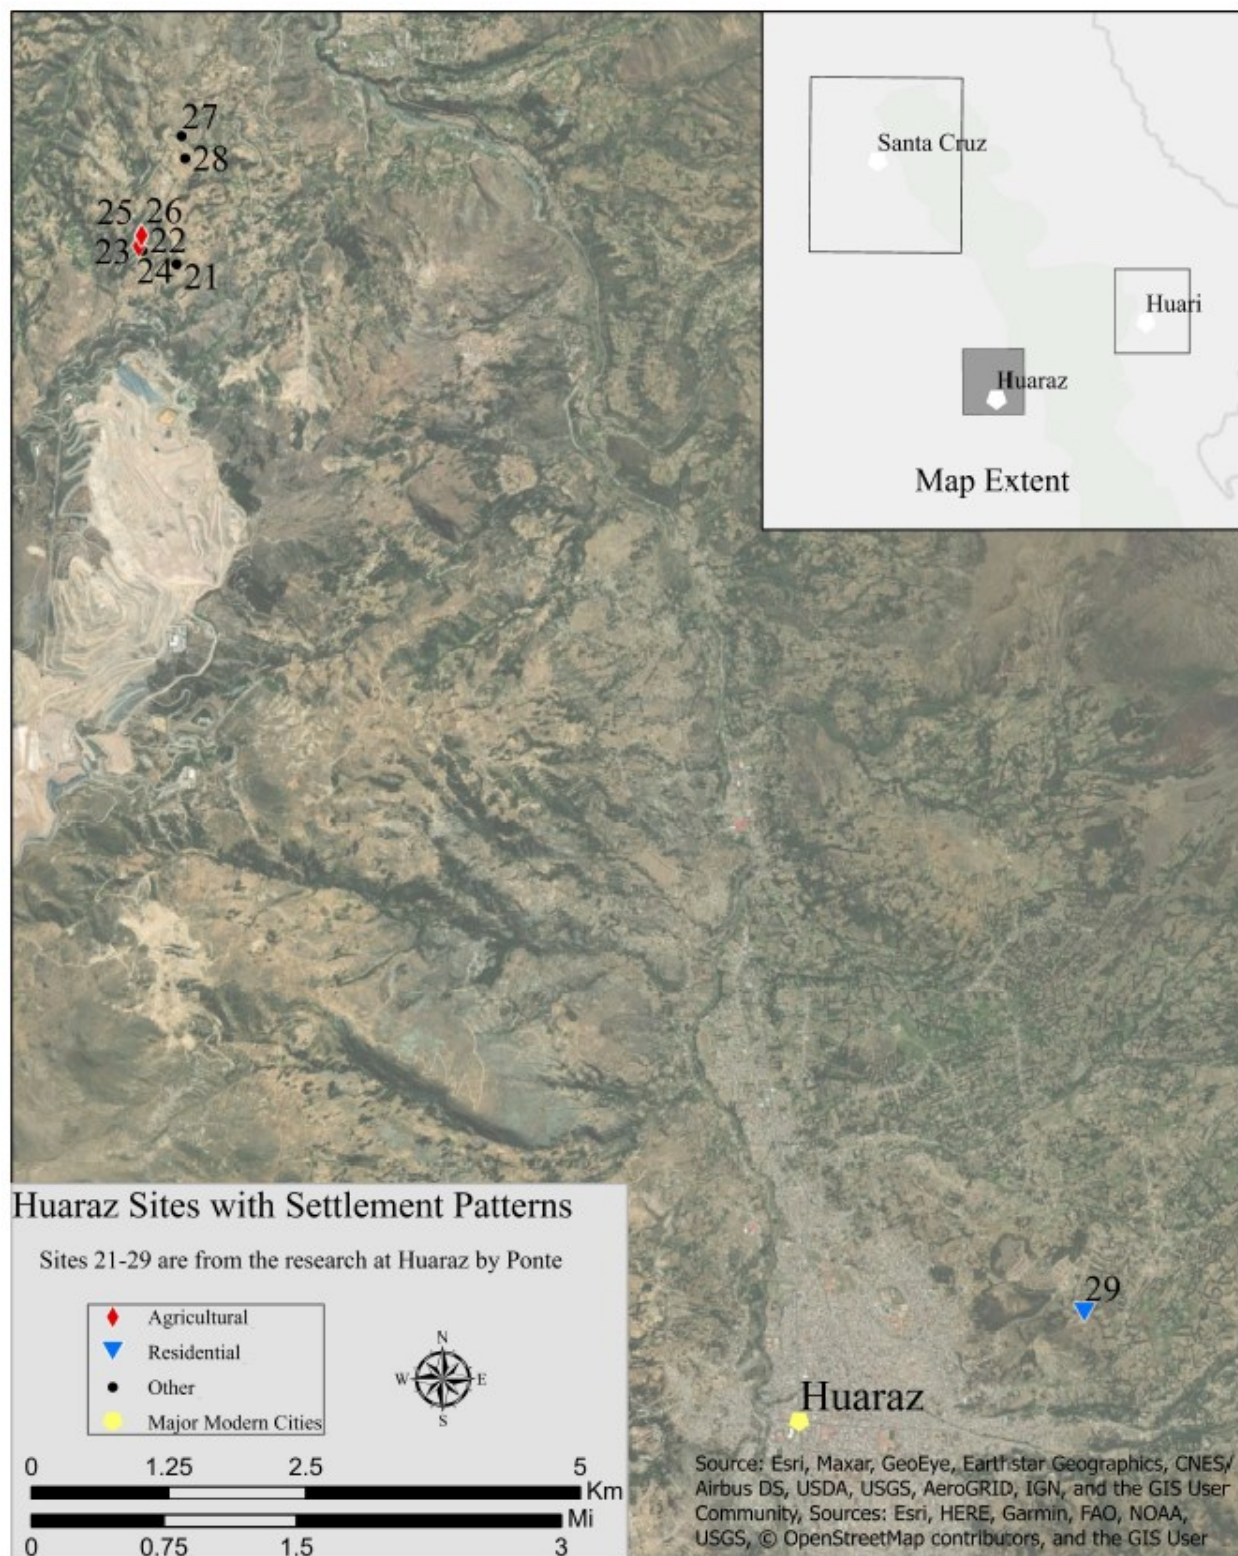 27
28
25 26
23 22
24 21
Santa Cruz
Huari
Huaraz
Map Extent
29
Huaraz
Huaraz Sites with Settlement Patterns
Sites 21-29 are from the research at Huaraz by Ponte
Agricultural
Residential
Other
Major Modern Cities
N
W E
S
0 1.25 2.5 5
Km
Mi
0 0.75 1.5 3
Source: Esri, Maxar, GeoEye, Earthstar Geographics, CNES/
Airbus DS, USDA, USGS, AeroGRID, IGN, and the GIS User
Community, Sources: Esri, HERE, Garmin, FAO, NOAA,
USGS, © OpenStreetMap contributors, and the GIS User